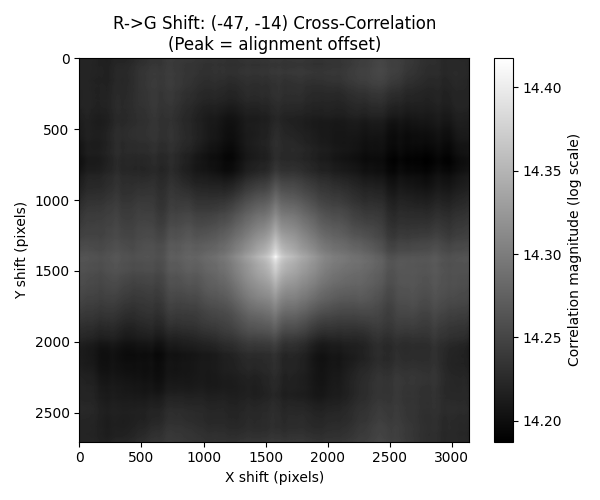 R->G Shift: (-47, -14) Cross-Correlation
(Peak = alignment offset)
0
500
1000
1500
2000
2500
Y shift (pixels)
0 500 1000 1500 2000 2500 3000
X shift (pixels)
14.40
14.35
14.30
14.25
14.20
Correlation magnitude (log scale)